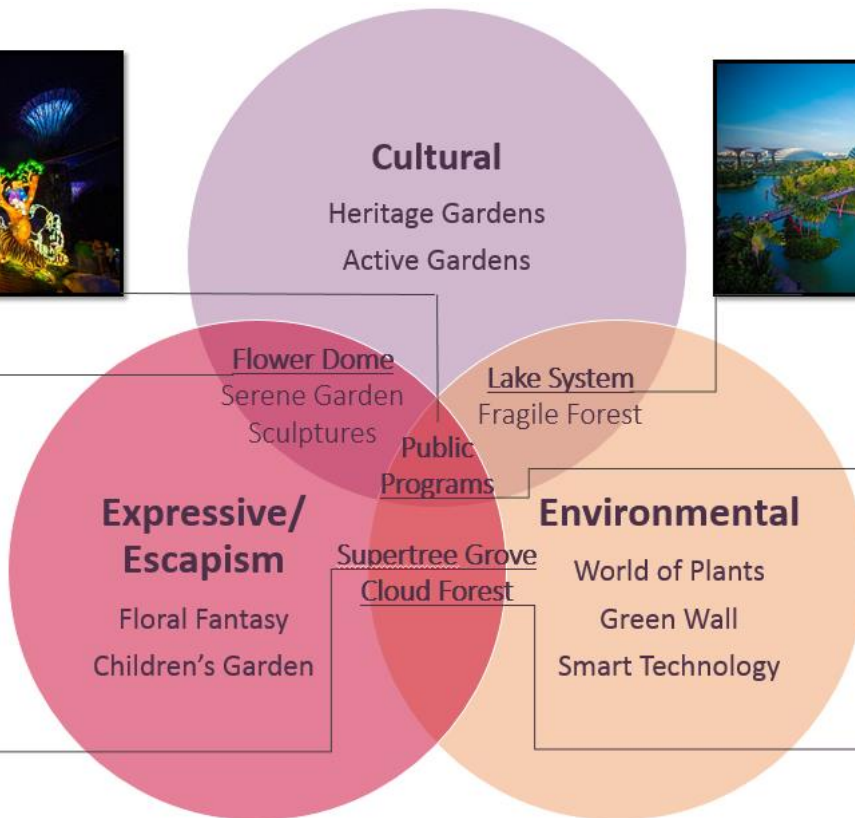 Cultural
Heritage Gardens
Active Gardens
Flower Dome
Serene Garden
Sculptures
Lake System
Fragile Forest
Public
Programs
Expressive/
Escapism
Floral Fantasy
Children's Garden
Supertree Grove
Cloud Forest
Environmental
World of Plants
Green Wall
Smart Technology